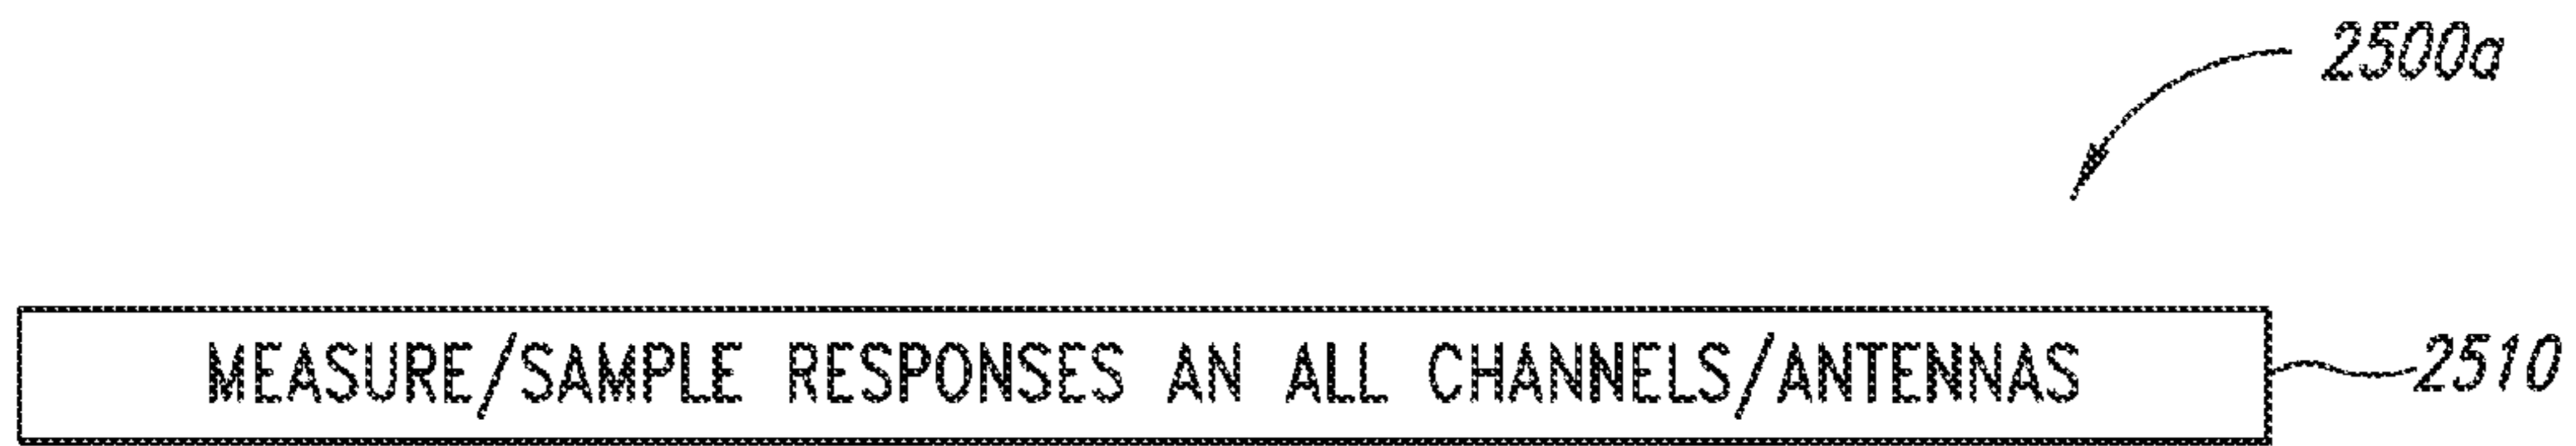 2500a
MEASURE/SAMPLE RESPONSES AN ALL CHANNELS/ANTENNAS
2510